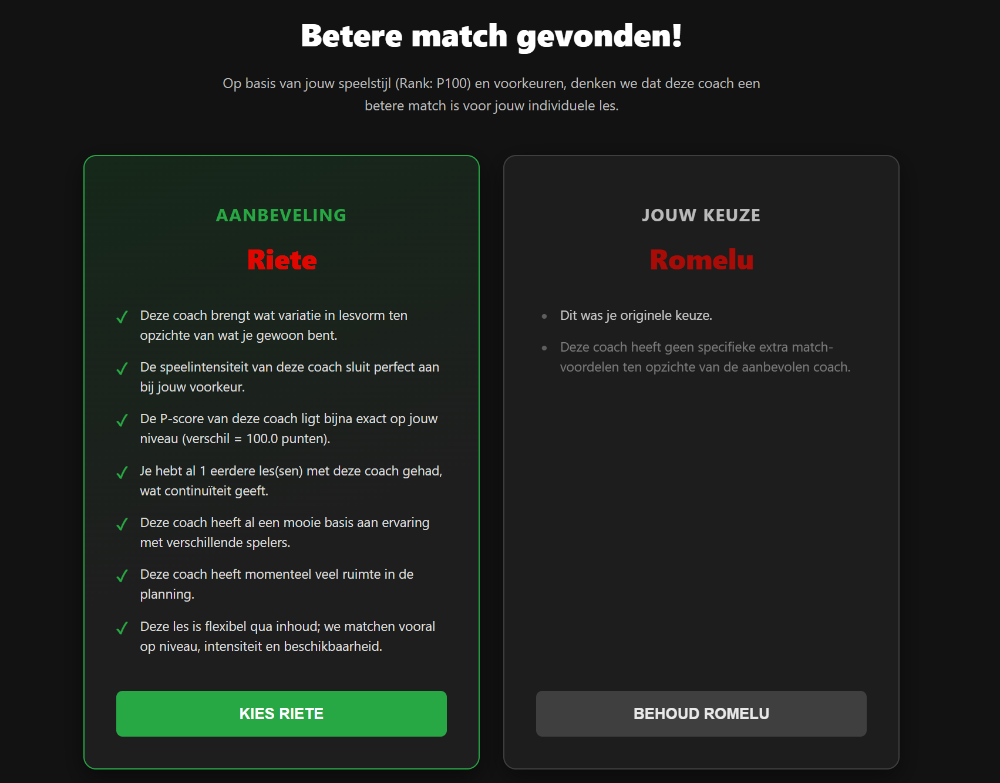 Betere match gevonden!
Op basis van jouw speelstijl (Rank: P100) en voorkeuren, denken we dat deze coach een
betere match is voor jouw individuele les.
AANBEVELING
Riete
Deze coach brengt wat variatie in lesvorm ten
opzichte van wat je gewoon bent.
De speelintensiteit van deze coach sluit perfect aan
bij jouw voorkeur.
De P-score van deze coach ligt bijna exact op jouw
niveau (verschil = 100.0 punten).
Je hebt al 1 eerdere les(sen) met deze coach gehad,
wat continuïteit geeft.
Deze coach heeft al een mooie basis aan ervaring
met verschillende spelers.
Deze coach heeft momenteel veel ruimte in de
planning.
Deze les is flexibel qua inhoud; we matchen vooral
op niveau, intensiteit en beschikbaarheid.
KIES RIETE
JOUW KEUZE
Romelu
Dit was je originele keuze.
Deze coach heeft geen specifieke extra match-
voordelen ten opzichte van de aanbevolen coach.
BEHOUD ROMELU